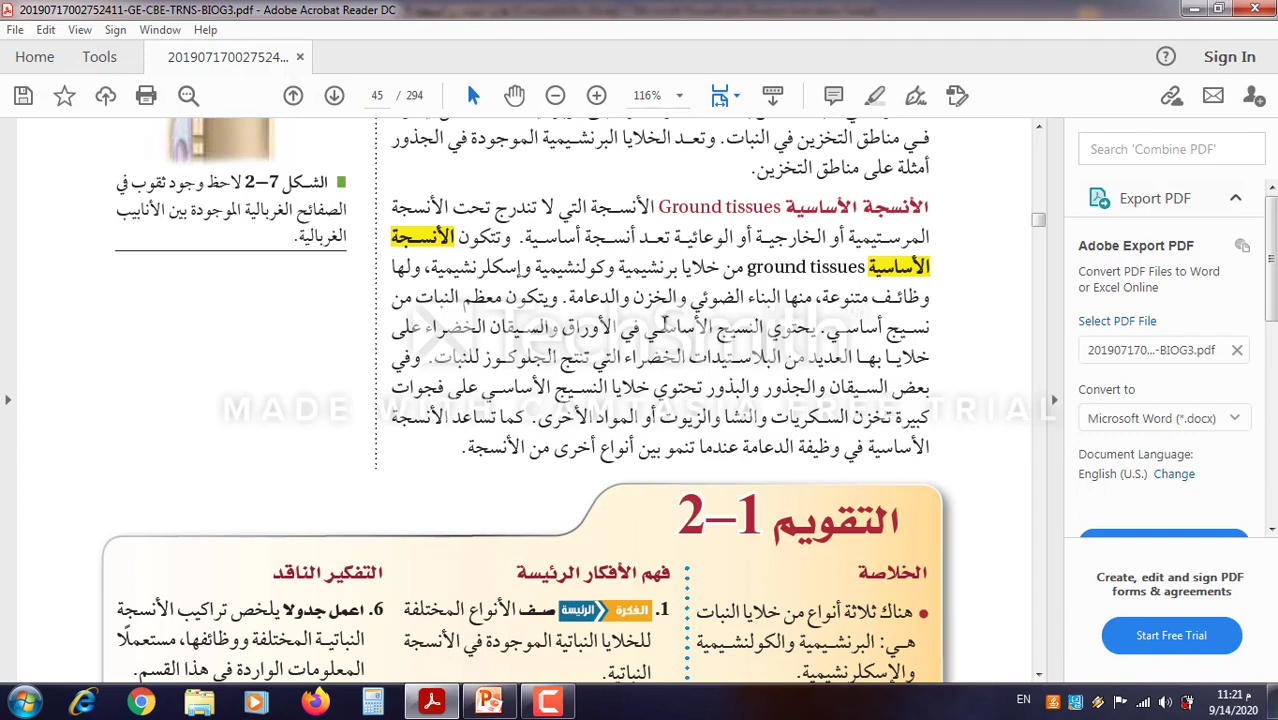 201907170027522411-GE-CBE-TRNS-BIOG3.pdf - Adobe Acrobat Reader DC
File Edit View Sign Window Help
Home Tools 2019071700275​24... × Sign In
45 / 294 116%
في مناطق التخزين في النبات. وتعد الخلايا البرنشيمية الموجودة في الجذور
أمثلة على مناطق التخزين.
الأنسجة الأساسية Ground tissues الأنسجة التي لا تندرج تحت الأنسجة
المرستيمية أو الخارجية أو الوعائية تعد أنسجة أساسية. وتتكون الأنسجة
الأساسية ground tissues من خلايا برنشيمية وكولنشيمية وإسكلرنشيمية، ولها
وظائف متنوعة، منها البناء الضوئي والخزن والدعامة. ويتكون معظم النبات من
نسيج أساسي. يحتوي النسيج الأساسي في الأوراق والسيقان الخضراء على
خلايا بها العديد من البلاستيدات الخضراء التي تنتج الجلوكوز للنبات. وفي
بعض السيقان والجذور والبذور تحتوي خلايا النسيج الأساسي على فجوات
كبيرة تخزن السكريات والنشا والزيوت أو المواد الأخرى. كما تساعد الأنسجة
الأساسية في وظيفة الدعامة عندما تنمو بين أنواع أخرى من الأنسجة.
الشكل 7–2 لاحظ وجود ثقوب في
الصفائح الغربالية الموجودة بين الأنابيب
الغربالية.
TechSmith
MADE WITH CAMTASIA FREE TRIAL
التقويم 1–2
الخلاصة
هناك ثلاثة أنواع من خلايا النبات
هي: البرنشيمية والكولنشيمية
والإسكلرنشيمية.
فهم الأفكار الرئيسة
1. الفكرة الرئيسة صف الأنواع المختلفة
للخلايا النباتية الموجودة في الأنسجة
النباتية.
التفكير الناقد
6. اعمل جدولا يلخص تراكيب الأنسجة
النباتية المختلفة ووظائفها، مستعملًا
المعلومات الواردة في هذا القسم.
Search 'Combine PDF'
Export PDF
Adobe Export PDF
Convert PDF Files to Word
or Excel Online
Select PDF File
201907170...-BIOG3.pdf ×
Convert to
Microsoft Word (*.docx)
Document Language:
English (U.S.) Change
Create, edit and sign PDF
forms & agreements
Start Free Trial
EN
11:21 م
9/14/2020